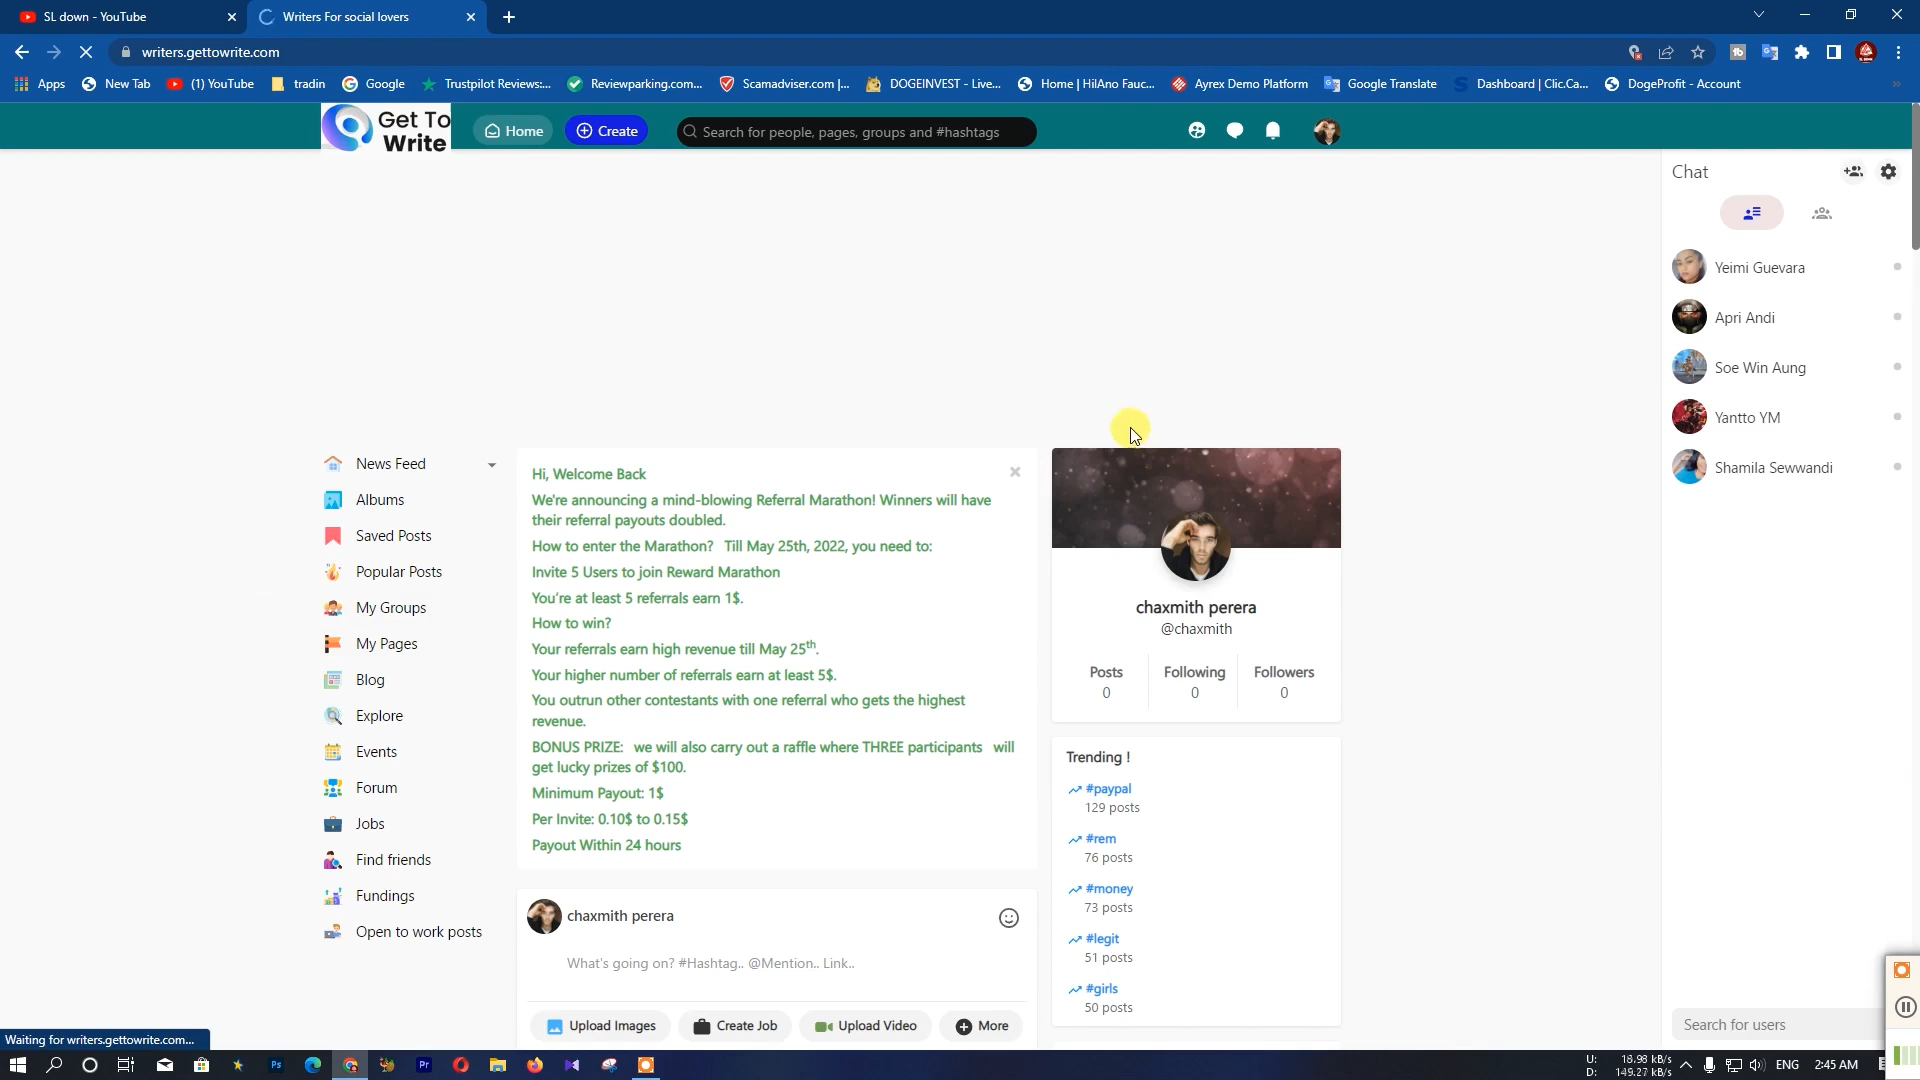 SL down - YouTube
Writers For social lovers
writers.gettowrite.com
Apps
New Tab
(1) YouTube
tradin
Google
Trustpilot Reviews:...
Reviewparking.com...
Scamadviser.com |...
DOGEINVEST - Live...
Home | HilAno Fauc...
Ayrex Demo Platform
Google Translate
Dashboard | Clic.Ca...
DogeProfit - Account
Get To
Write
Home
Create
Search for people, pages, groups and #hashtags
Chat
Yeimi Guevara
Apri Andi
Soe Win Aung
Yantto YM
Shamila Sewwandi
Search for users
News Feed
Albums
Saved Posts
Popular Posts
My Groups
My Pages
Blog
Explore
Events
Forum
Jobs
Find friends
Fundings
Open to work posts
Hi, Welcome Back
We're announcing a mind-blowing Referral Marathon! Winners will have
their referral payouts doubled.
How to enter the Marathon? Till May 25th, 2022, you need to:
Invite 5 Users to join Reward Marathon
You're at least 5 referrals earn 1$.
How to win?
Your referrals earn high revenue till May 25th.
Your higher number of referrals earn at least 5$.
You outrun other contestants with one referral who gets the highest
revenue.
BONUS PRIZE: we will also carry out a raffle where THREE participants will
get lucky prizes of $100.
Minimum Payout: 1$
Per Invite: 0.10$ to 0.15$
Payout Within 24 hours
chaxmith perera
What's going on? #Hashtag.. @Mention.. Link..
Upload Images
Create Job
Upload Video
More
chaxmith perera
@chaxmith
Posts Following Followers
0 0 0
Trending !
#paypal
129 posts
#rem
76 posts
#money
73 posts
#legit
51 posts
#girls
50 posts
Waiting for writers.gettowrite.com...
Ps
Pr
U: 18.98 kB/s
D: 149.27 kB/s
ENG
2:45 AM